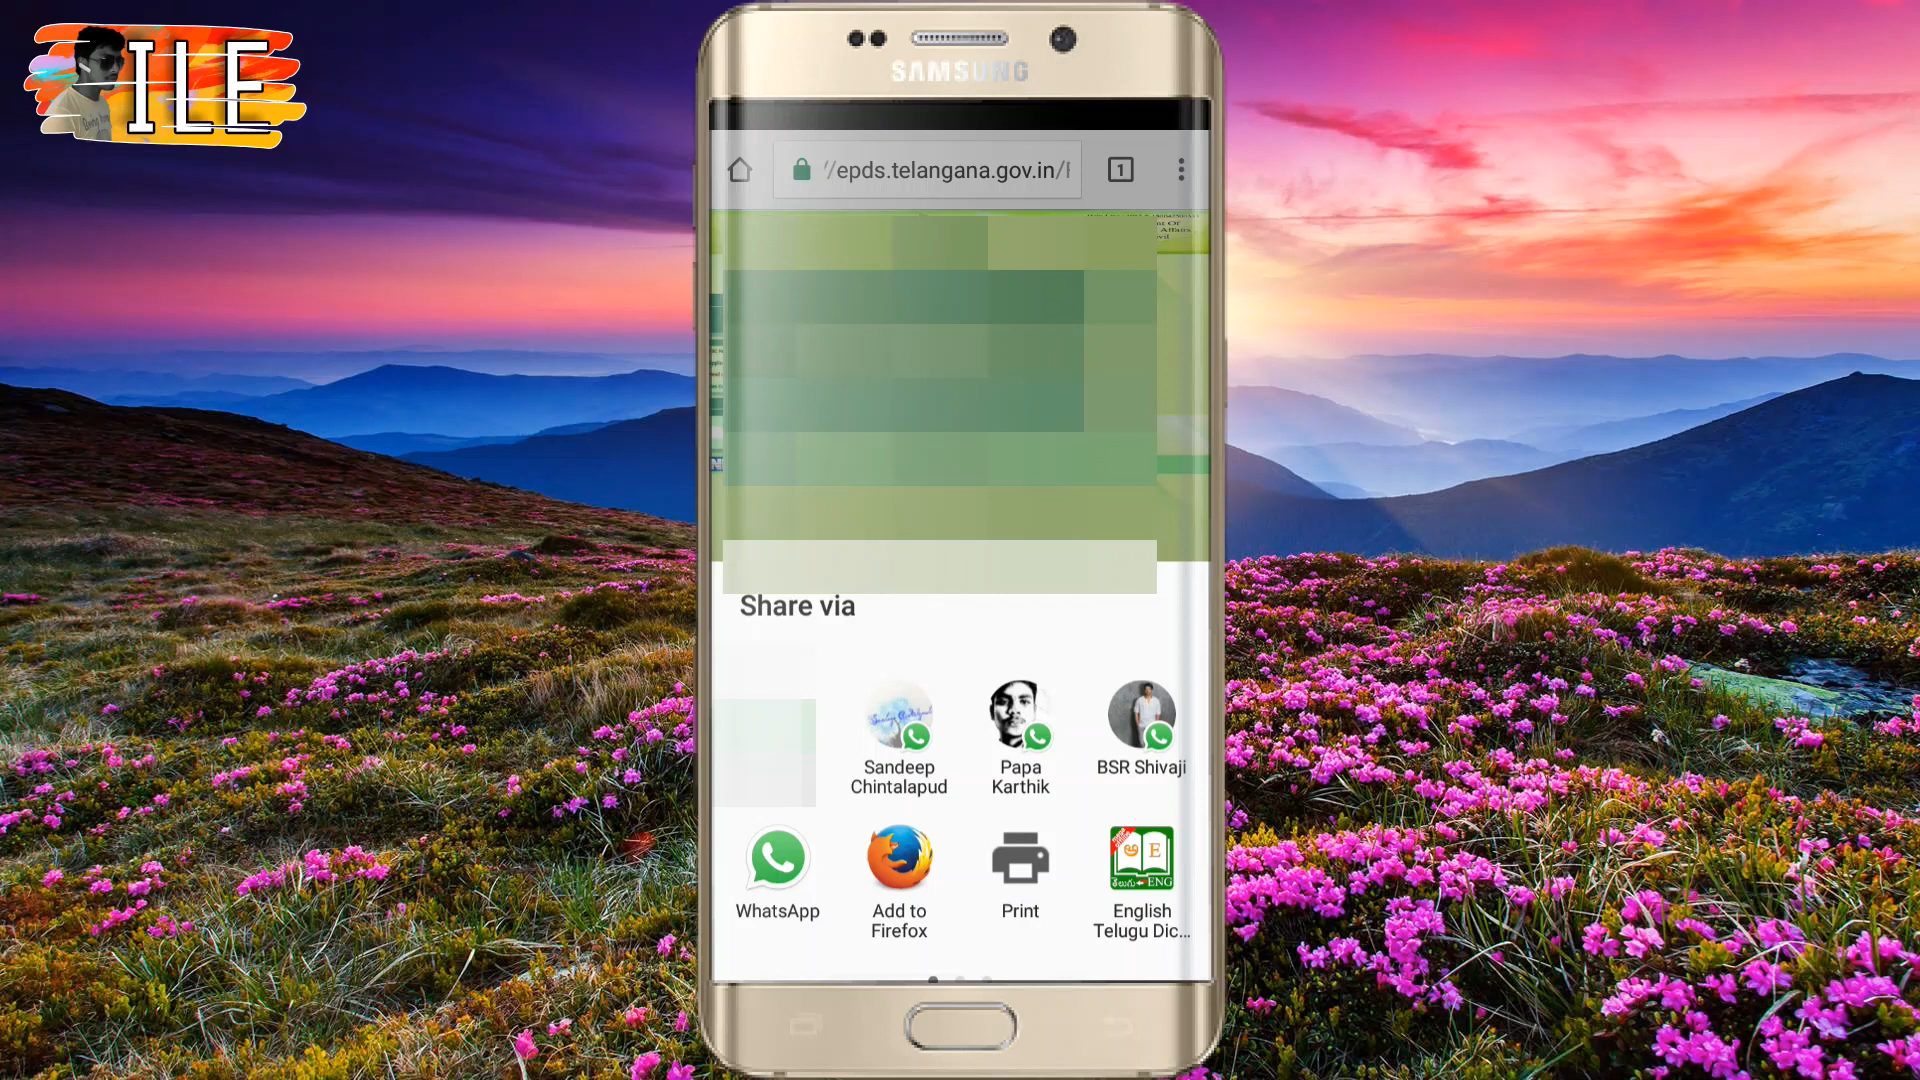 ILE
SAMSUNG
//epds.telangana.gov.in/
1
Share via
Sandeep
Chintalapud
Papa
Karthik
BSR Shivaji
E
తెలుగు ENG
WhatsApp
Add to
Firefox
Print
English
Telugu Dic...